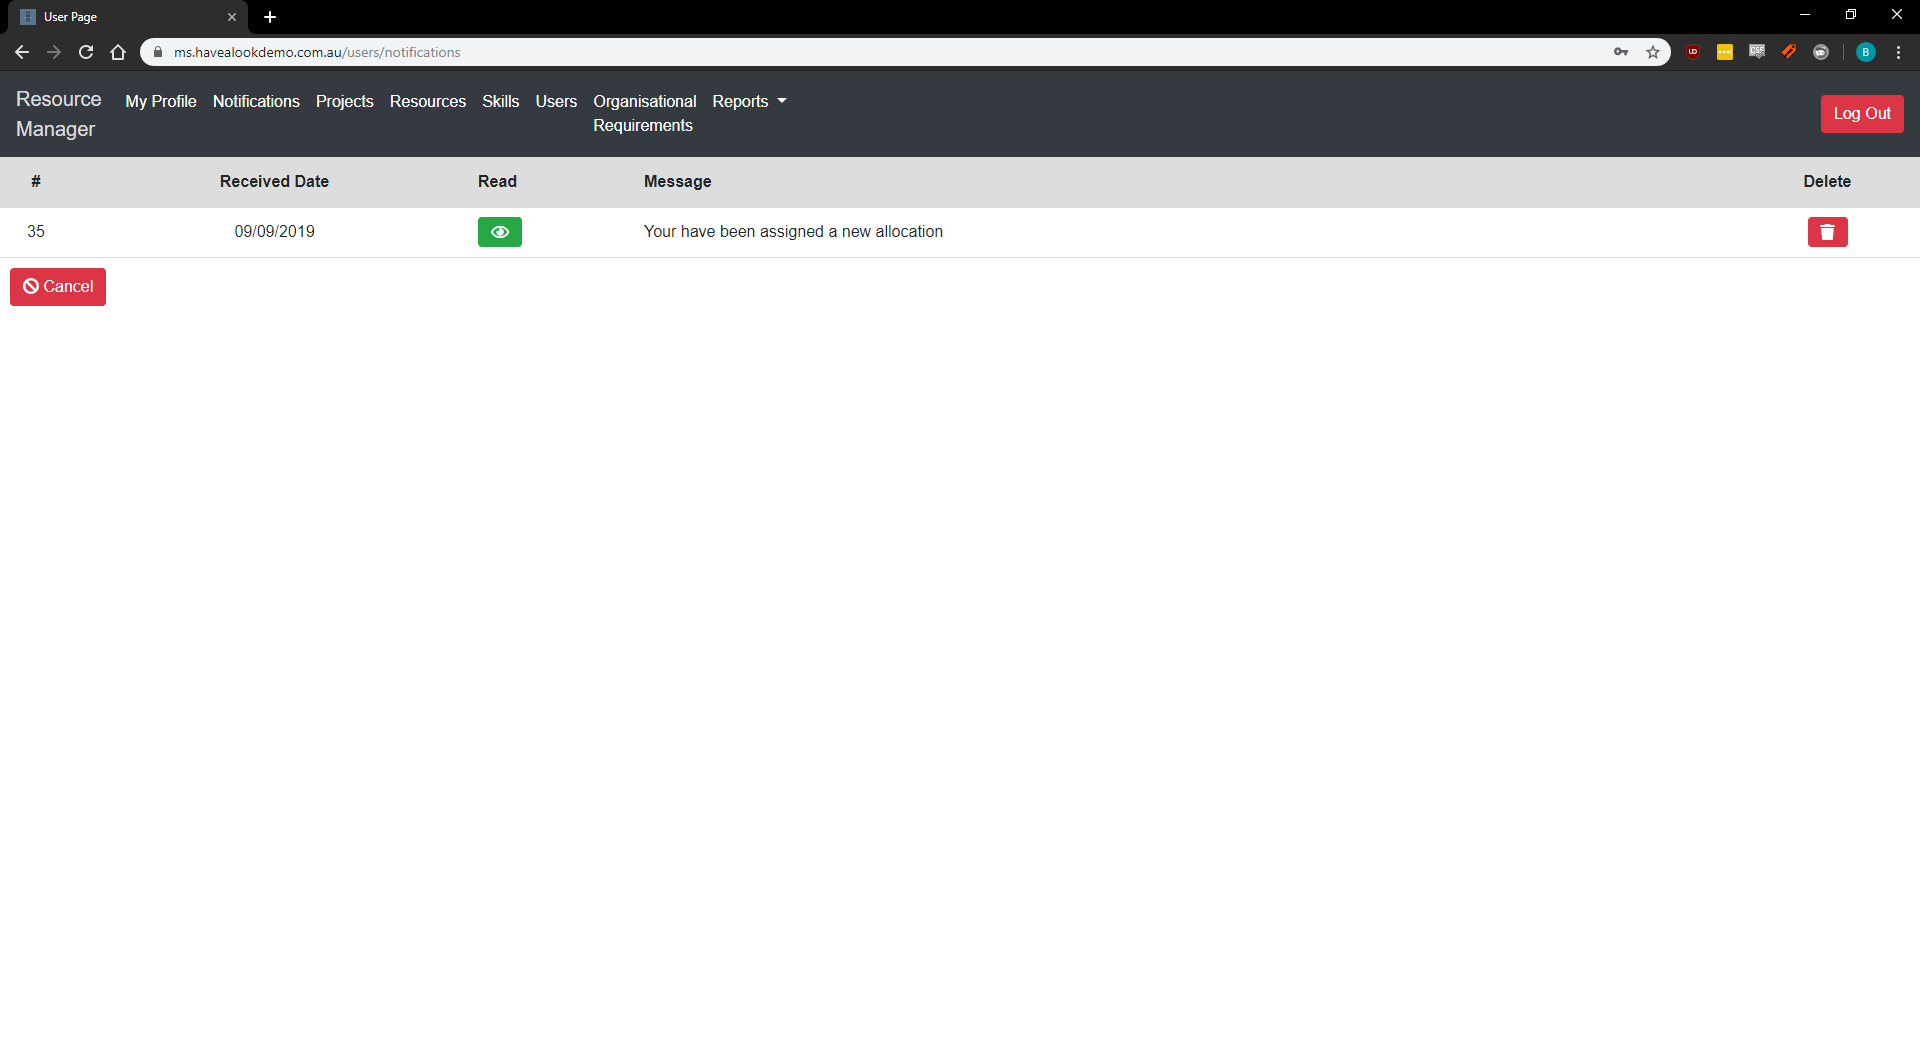 User Page
ms.havealookdemo.com.au/users/notifications
B
Resource Manager
My Profile Notifications Projects Resources Skills Users Organisational Requirements Reports
Log Out
# Received Date Read Message Delete
35 09/09/2019 Your have been assigned a new allocation
Cancel